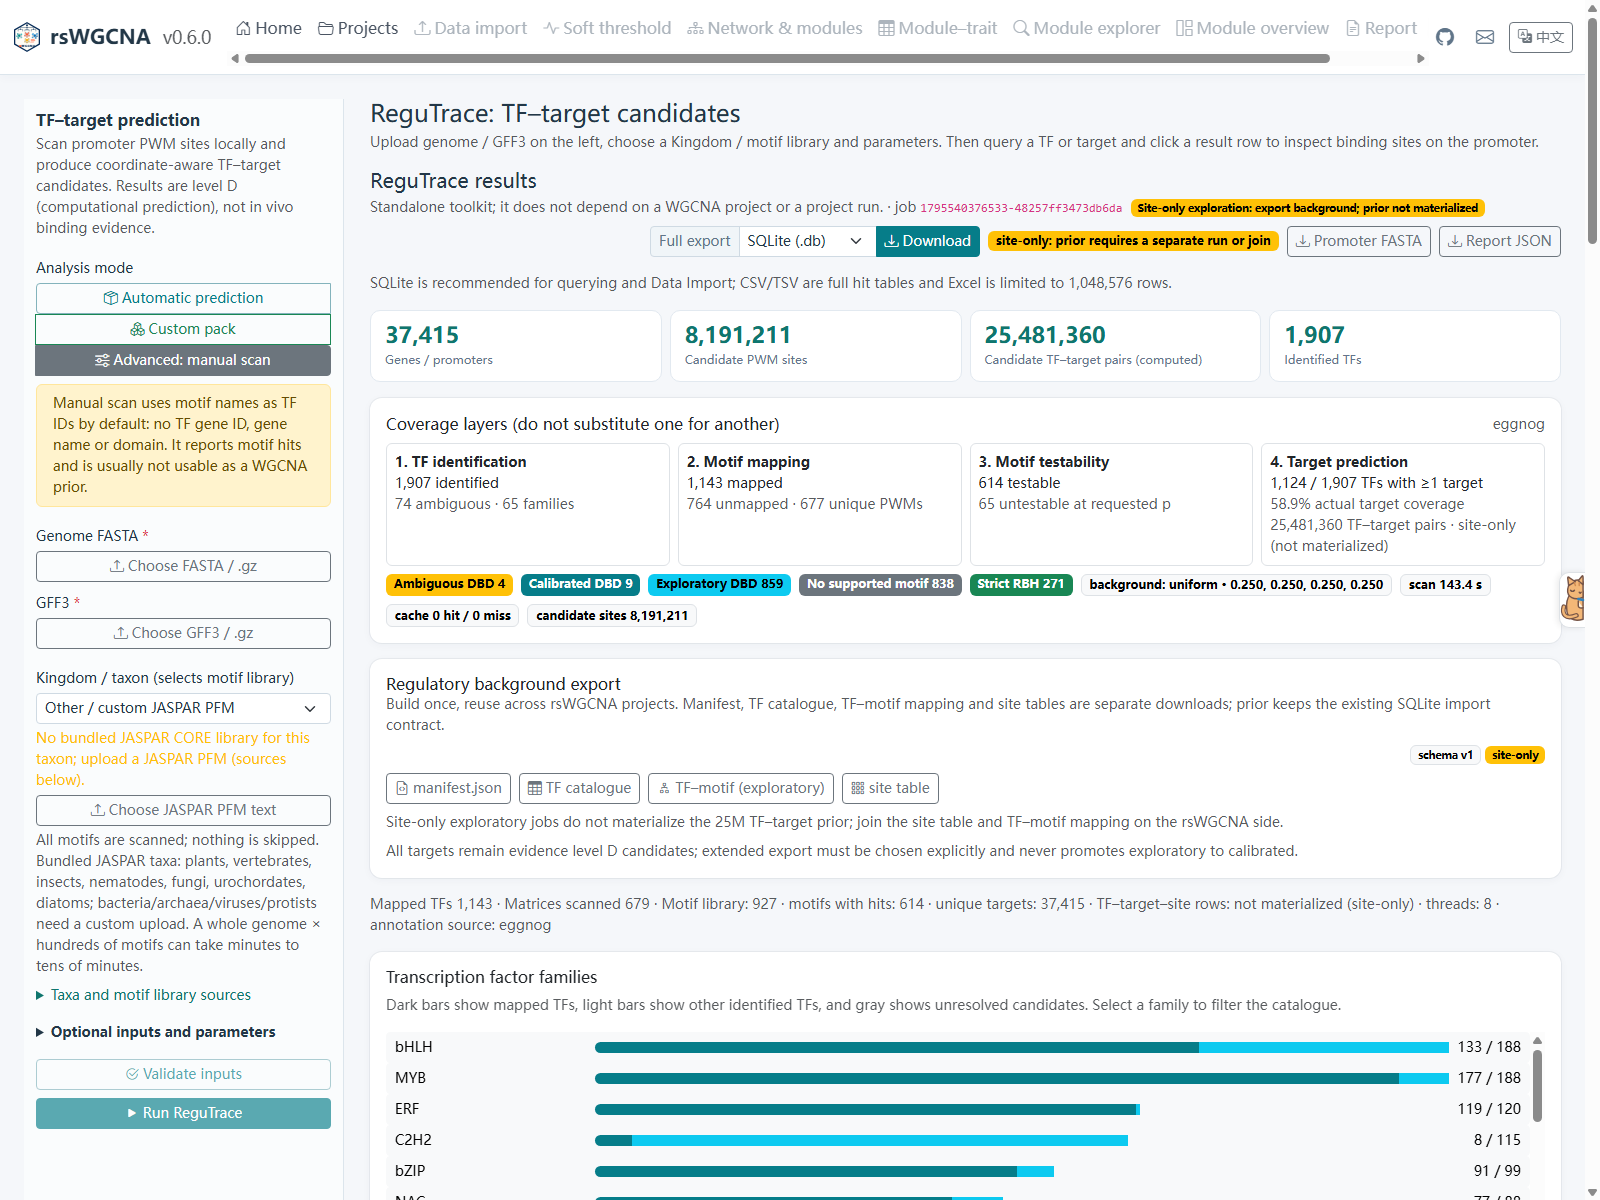 rsWGCNA v0.6.0
Home
Projects
Data import
Soft threshold
Network & modules
Module–trait
Module explorer
Module overview
Report
中文
TF–target prediction
Scan promoter PWM sites locally and
produce coordinate-aware TF–target
candidates. Results are level D
(computational prediction), not in vivo
binding evidence.
Analysis mode
Automatic prediction
Custom pack
Advanced: manual scan
Manual scan uses motif names as TF
IDs by default: no TF gene ID, gene
name or domain. It reports motif hits
and is usually not usable as a WGCNA
prior.
Genome FASTA *
Choose FASTA / .gz
GFF3 *
Choose GFF3 / .gz
Kingdom / taxon (selects motif library)
Other / custom JASPAR PFM
No bundled JASPAR CORE library for this
taxon; upload a JASPAR PFM (sources
below).
Choose JASPAR PFM text
All motifs are scanned; nothing is skipped.
Bundled JASPAR taxa: plants, vertebrates,
insects, nematodes, fungi, urochordates,
diatoms; bacteria/archaea/viruses/protists
need a custom upload. A whole genome ×
hundreds of motifs can take minutes to
tens of minutes.
Taxa and motif library sources
Optional inputs and parameters
Validate inputs
Run ReguTrace
ReguTrace: TF–target candidates
Upload genome / GFF3 on the left, choose a Kingdom / motif library and parameters. Then query a TF or target and click a result row to inspect binding sites on the promoter.
ReguTrace results
Standalone toolkit; it does not depend on a WGCNA project or a project run. · job 1795540376533-48257ff3473db6da Site-only exploration: export background; prior not materialized
Full export SQLite (.db) Download site-only: prior requires a separate run or join Promoter FASTA Report JSON
SQLite is recommended for querying and Data Import; CSV/TSV are full hit tables and Excel is limited to 1,048,576 rows.
37,415
Genes / promoters
8,191,211
Candidate PWM sites
25,481,360
Candidate TF–target pairs (computed)
1,907
Identified TFs
Coverage layers (do not substitute one for another)
eggnog
1. TF identification
1,907 identified
74 ambiguous · 65 families
2. Motif mapping
1,143 mapped
764 unmapped · 677 unique PWMs
3. Motif testability
614 testable
65 untestable at requested p
4. Target prediction
1,124 / 1,907 TFs with ≥1 target
58.9% actual target coverage
25,481,360 TF–target pairs · site-only
(not materialized)
Ambiguous DBD 4 Calibrated DBD 9 Exploratory DBD 859 No supported motif 838 Strict RBH 271 background: uniform • 0.250, 0.250, 0.250, 0.250 scan 143.4 s
cache 0 hit / 0 miss candidate sites 8,191,211
Regulatory background export
Build once, reuse across rsWGCNA projects. Manifest, TF catalogue, TF–motif mapping and site tables are separate downloads; prior keeps the existing SQLite import
contract.
schema v1 site-only
manifest.json TF catalogue TF–motif (exploratory) site table
Site-only exploratory jobs do not materialize the 25M TF–target prior; join the site table and TF–motif mapping on the rsWGCNA side.
All targets remain evidence level D candidates; extended export must be chosen explicitly and never promotes exploratory to calibrated.
Mapped TFs 1,143 · Matrices scanned 679 · Motif library: 927 · motifs with hits: 614 · unique targets: 37,415 · TF–target–site rows: not materialized (site-only) · threads: 8 ·
annotation source: eggnog
Transcription factor families
Dark bars show mapped TFs, light bars show other identified TFs, and gray shows unresolved candidates. Select a family to filter the catalogue.
bHLH 133 / 188
MYB 177 / 188
ERF 119 / 120
C2H2 8 / 115
bZIP 91 / 99
NAC 77 / 88